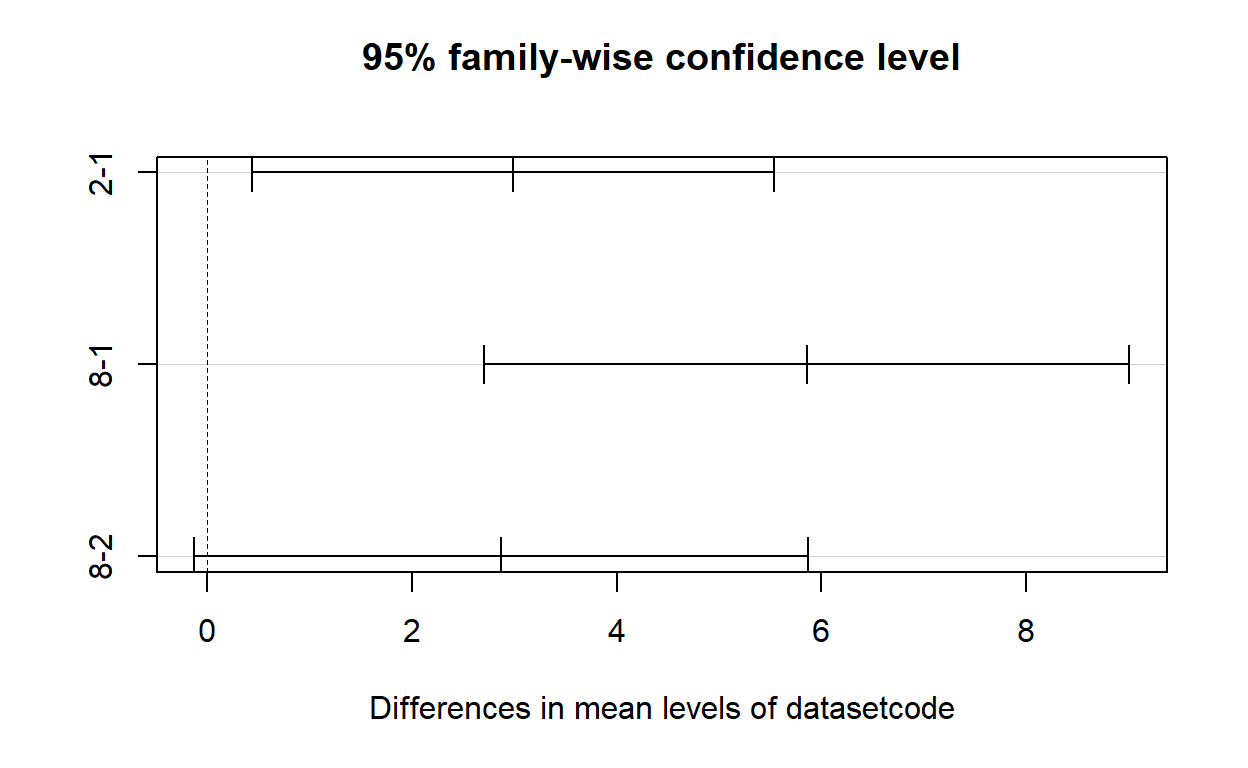 95% family-wise confidence level
2-1
8-1
8-2
0 2 4 6 8
Differences in mean levels of datasetcode